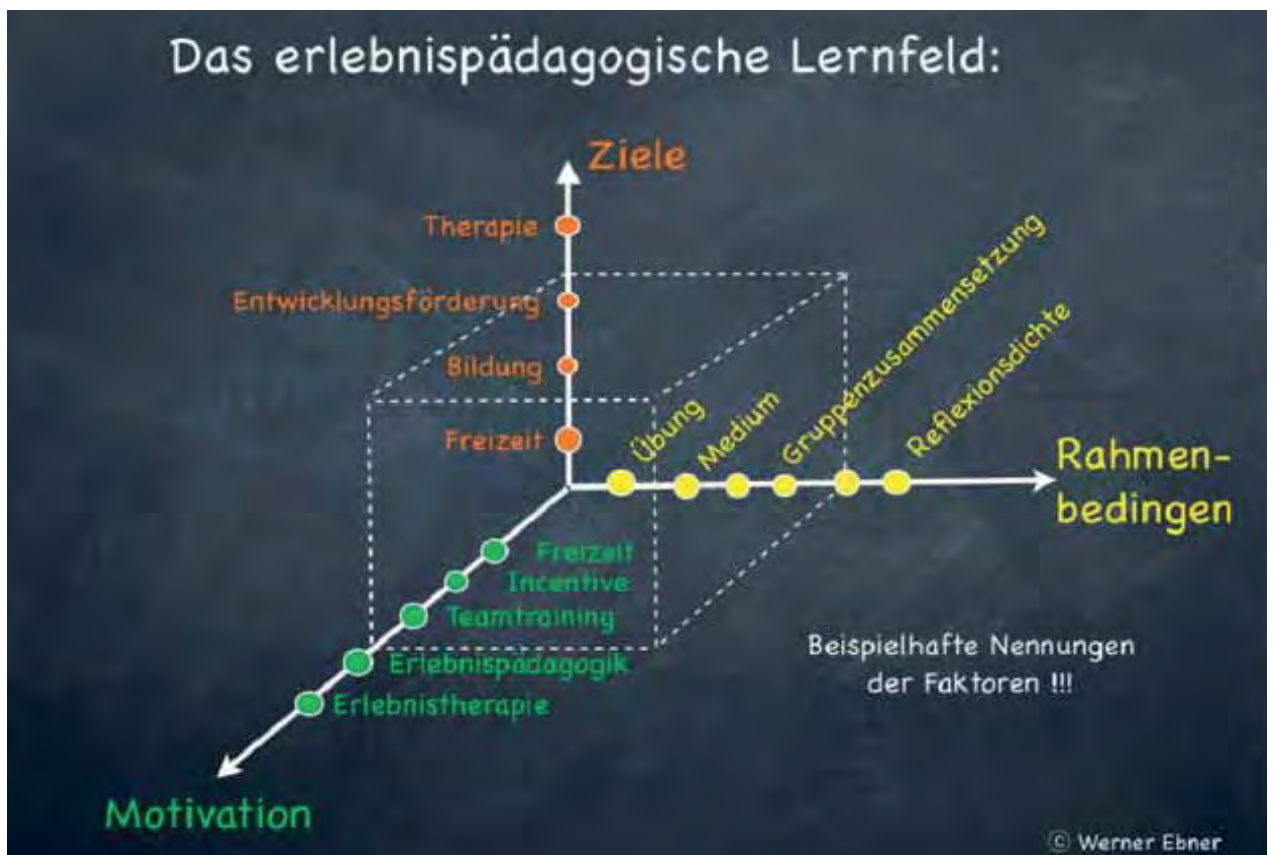 Das erlebnispädagogische Lernfeld:
Ziele
Therapie
Entwicklungsförderung
Bildung
Freizeit
Übung
Medium
Gruppenzusammensetzung
Reflexionsdichte
Rahmen-
bedingen
Freizeit
Incentive
Teamtraining
Erlebnispädagogik
Erlebnistherapie
Motivation
Beispielhafte Nennungen
der Faktoren !!!
© Werner Ebner